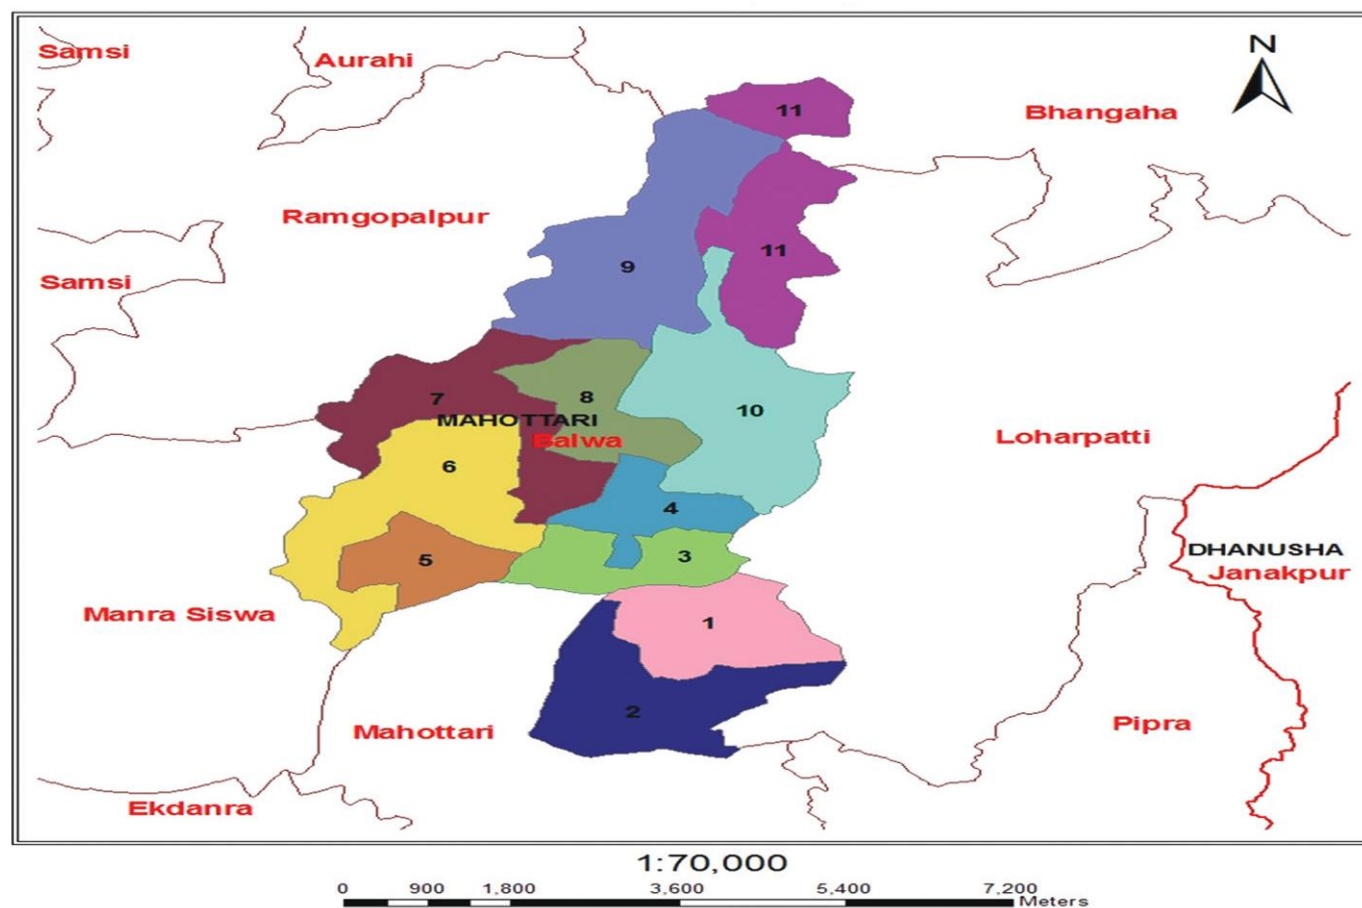 Samsi
Aurahi
N
11
Bhangaha
Ramgopalpur
11
9
Samsi
7
8
10
MAHOTTARI
Balwa
Loharpatti
6
4
DHANUSHA
5
3
Janakpur
Manra Siswa
1
2
Mahottari
Pipra
Ekdanra
1:70,000
0 900 1,800 3,600 5,400 7,200
Meters